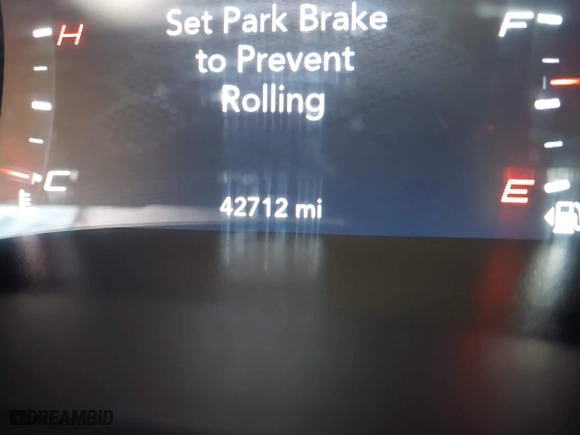 H
Set Park Brake
to Prevent
Rolling
F
C
42712 mi
E
DREAMBID